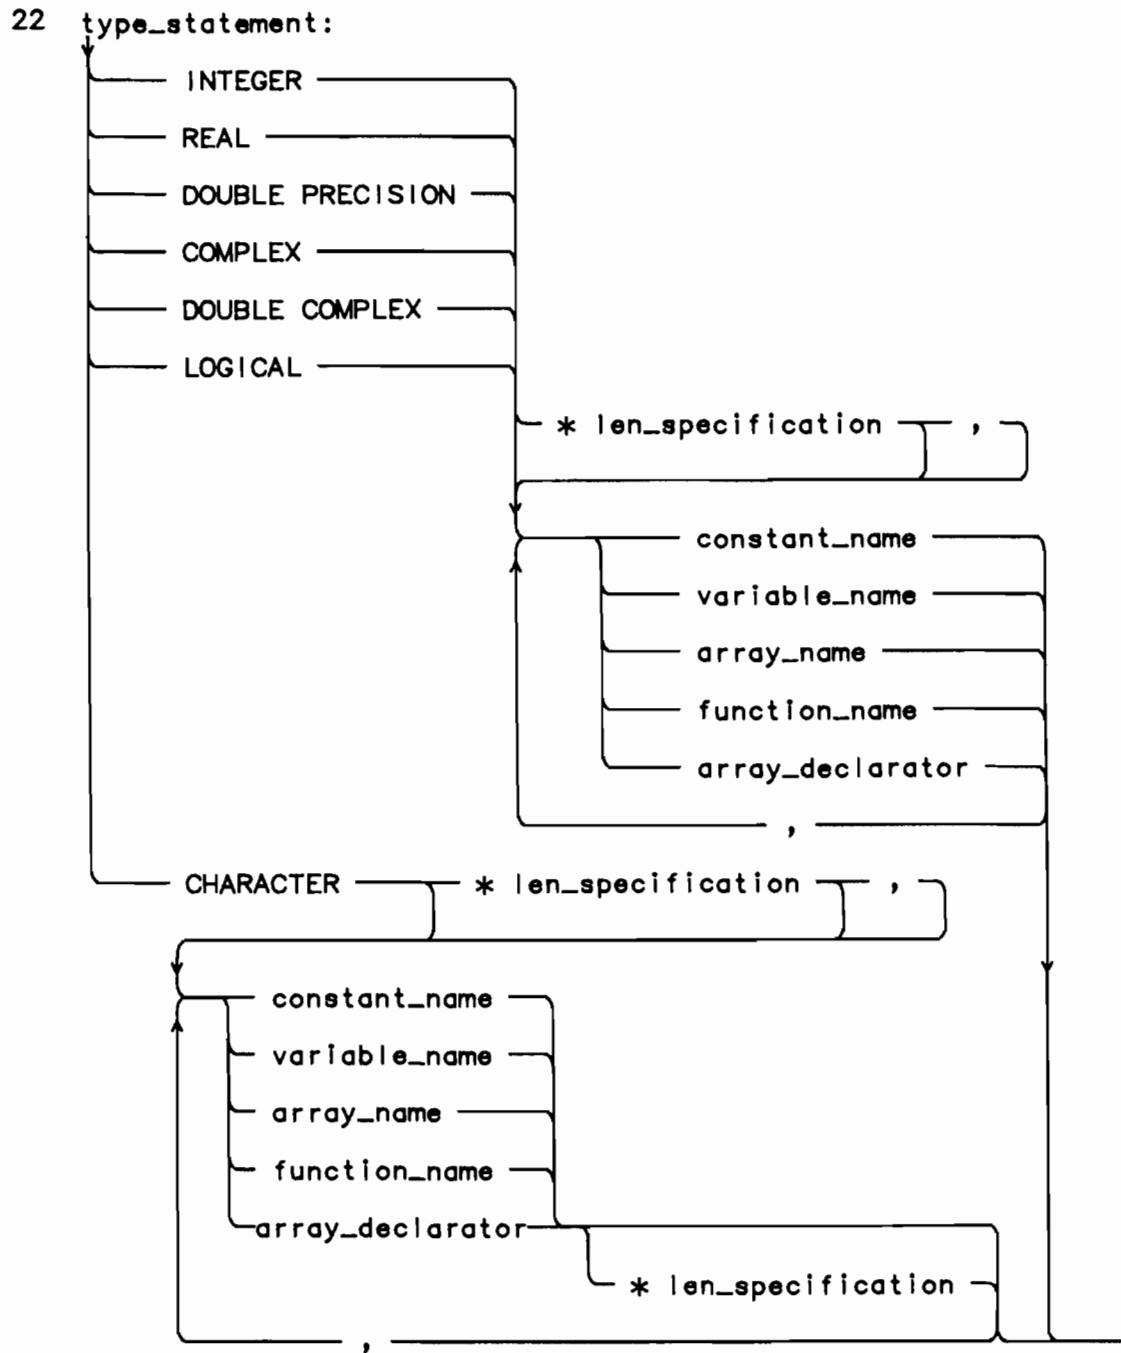 22 type_statement:
INTEGER
REAL
DOUBLE PRECISION
COMPLEX
DOUBLE COMPLEX
LOGICAL
* len_specification ,
constant_name
variable_name
array_name
function_name
array_declarator
,
CHARACTER * len_specification ,
constant_name
variable_name
array_name
function_name
array_declarator
* len_specification
,